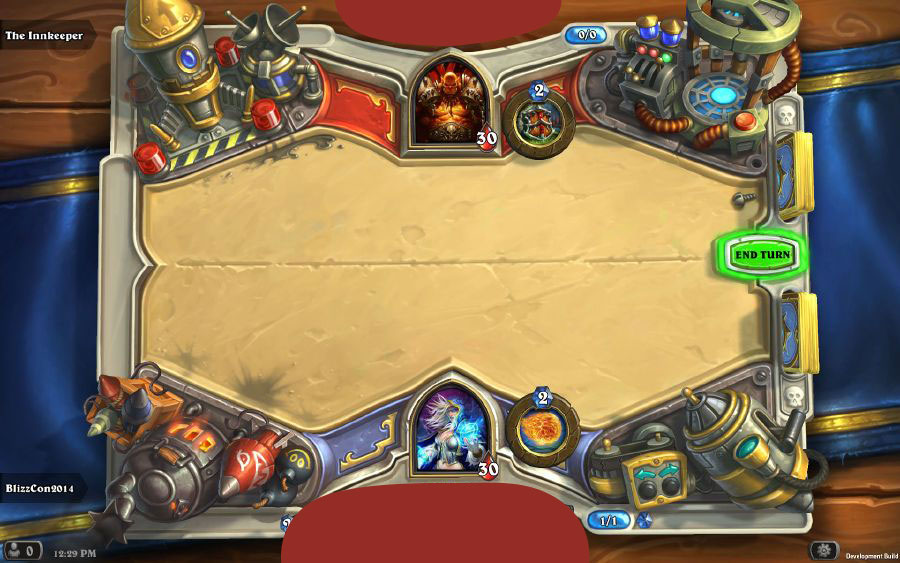 The Innkeeper
0/0
2
30
END TURN
2
30
BlizzCon2014
1/1
0
12:29 PM
Development Build